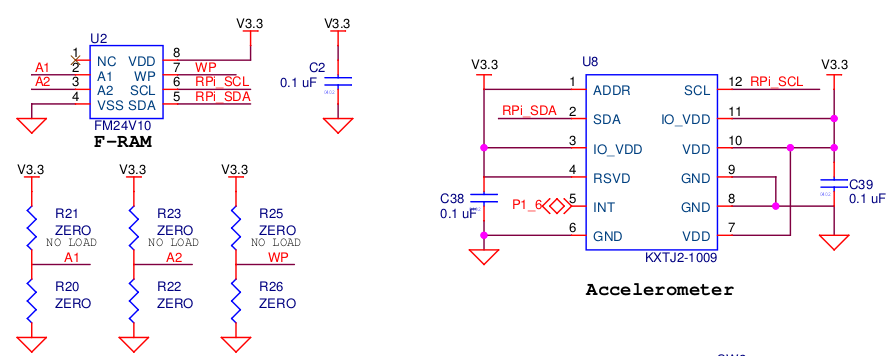 V3.3
V3.3
U2
1 NC VDD 8
A1 2 A1 WP 7 WP
A2 3 A2 SCL 6 RPi_SCL
4 VSS SDA 5 RPi_SDA
FM24V10
F-RAM
C2
0.1 uF
0402
V3.3
V3.3
V3.3
R21
ZERO
NO LOAD
R23
ZERO
NO LOAD
R25
ZERO
NO LOAD
A1
A2
WP
R20
ZERO
R22
ZERO
R26
ZERO
V3.3
U8
V3.3
1 ADDR SCL 12 RPi_SCL
RPi_SDA 2 SDA IO_VDD 11
3 IO_VDD VDD 10
4 RSVD GND 9
P1_6 5 INT GND 8
6 GND VDD 7
C38
0.1 uF
C39
0.1 uF
KXTJ2-1009
Accelerometer